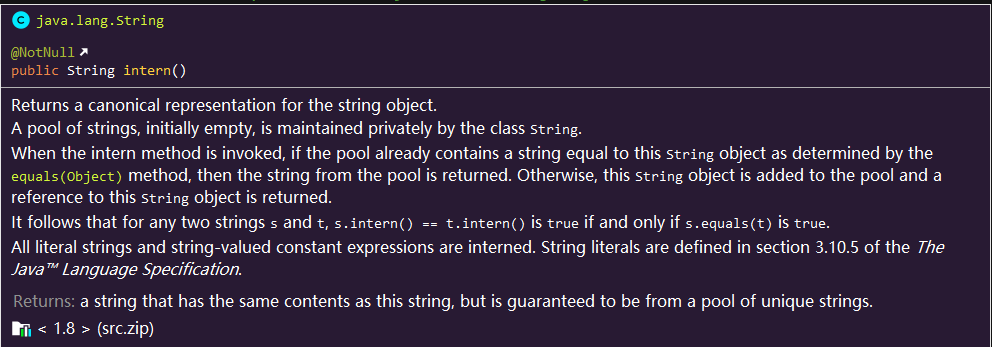 C java.lang.String
@NotNull
public String intern()
Returns a canonical representation for the string object.
A pool of strings, initially empty, is maintained privately by the class String.
When the intern method is invoked, if the pool already contains a string equal to this String object as determined by the
equals(Object) method, then the string from the pool is returned. Otherwise, this String object is added to the pool and a
reference to this String object is returned.
It follows that for any two strings s and t, s.intern() == t.intern() is true if and only if s.equals(t) is true.
All literal strings and string-valued constant expressions are interned. String literals are defined in section 3.10.5 of the The
Java™ Language Specification.
Returns: a string that has the same contents as this string, but is guaranteed to be from a pool of unique strings.
< 1.8 > (src.zip)